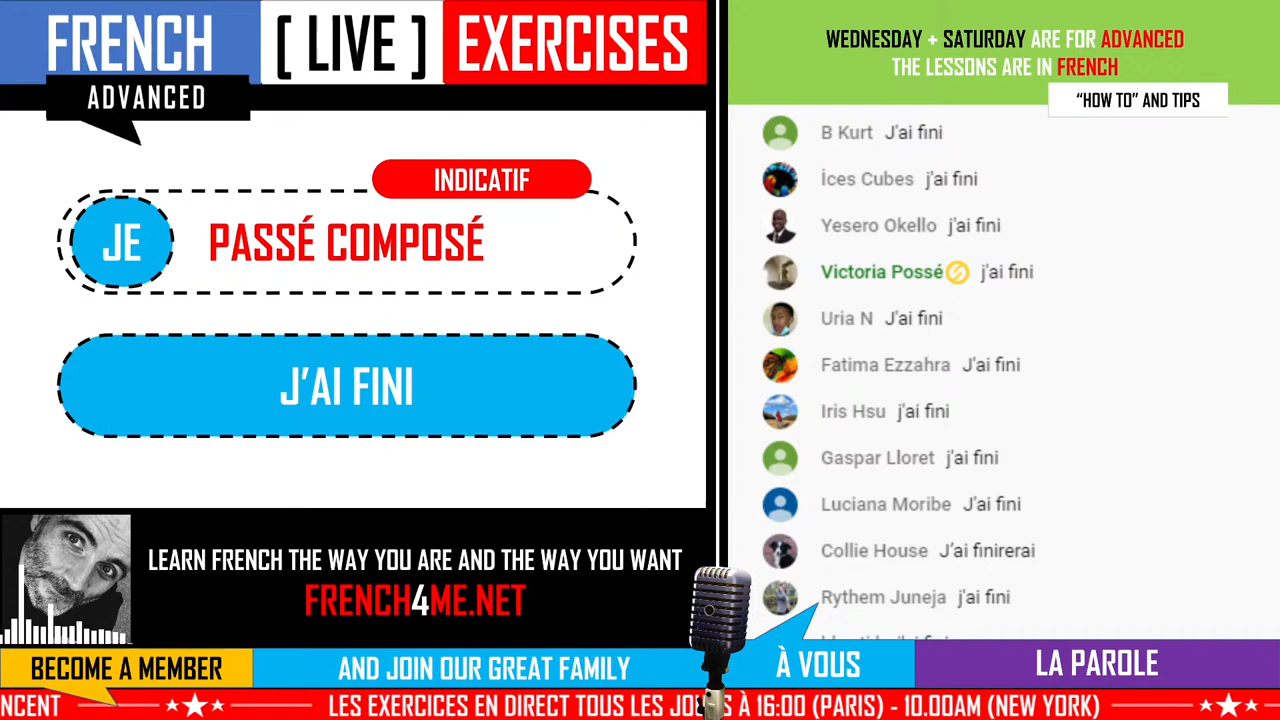 FRENCH [ LIVE ] EXERCISES
ADVANCED
INDICATIF
JE PASSÉ COMPOSÉ
J'AI FINI
LEARN FRENCH THE WAY YOU ARE AND THE WAY YOU WANT
FRENCH4ME.NET
WEDNESDAY + SATURDAY ARE FOR ADVANCED
THE LESSONS ARE IN FRENCH
"HOW TO" AND TIPS
B Kurt J'ai fini
İces Cubes j'ai fini
Yesero Okello j'ai fini
Victoria Possé j'ai fini
Uria N J'ai fini
Fatima Ezzahra J'ai fini
Iris Hsu j'ai fini
Gaspar Lloret j'ai fini
Luciana Moribe J'ai fini
Collie House J'ai finirerai
Rythem Juneja j'ai fini
BECOME A MEMBER AND JOIN OUR GREAT FAMILY À VOUS LA PAROLE
NCENT LES EXERCICES EN DIRECT TOUS LES À 16:00 (PARIS) - 10.00AM (NEW YORK)